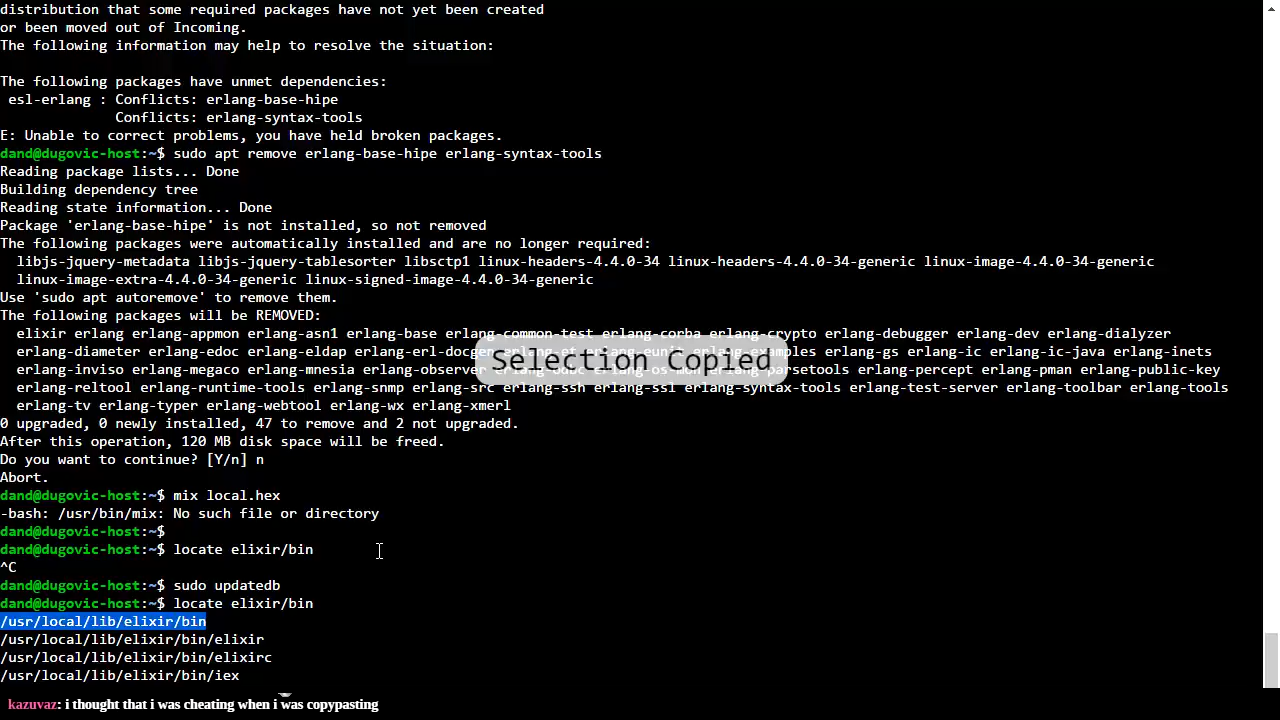 distribution that some required packages have not yet been created
or been moved out of Incoming.
The following information may help to resolve the situation:
The following packages have unmet dependencies:
 esl-erlang : Conflicts: erlang-base-hipe
              Conflicts: erlang-syntax-tools
E: Unable to correct problems, you have held broken packages.
dand@dugovic-host:~$ sudo apt remove erlang-base-hipe erlang-syntax-tools
Reading package lists... Done
Building dependency tree
Reading state information... Done
Package 'erlang-base-hipe' is not installed, so not removed
The following packages were automatically installed and are no longer required:
  libjs-jquery-metadata libjs-jquery-tablesorter libsctp1 linux-headers-4.4.0-34 linux-headers-4.4.0-34-generic linux-image-4.4.0-34-generic
  linux-image-extra-4.4.0-34-generic linux-signed-image-4.4.0-34-generic
Use 'sudo apt autoremove' to remove them.
The following packages will be REMOVED:
  elixir erlang erlang-appmon erlang-asn1 erlang-base erlang-common-test erlang-corba erlang-crypto erlang-debugger erlang-dev erlang-dialyzer
  erlang-diameter erlang-edoc erlang-eldap erlang-erl-docgen erlang-et erlang-eunit erlang-examples erlang-gs erlang-ic erlang-ic-java erlang-inets
Selection Copied
  erlang-inviso erlang-megaco erlang-mnesia erlang-observer erlang-odbc erlang-os-mon erlang-parsetools erlang-percept erlang-pman erlang-public-key
  erlang-reltool erlang-runtime-tools erlang-snmp erlang-src erlang-ssh erlang-ssl erlang-syntax-tools erlang-test-server erlang-toolbar erlang-tools
  erlang-tv erlang-typer erlang-webtool erlang-wx erlang-xmerl
0 upgraded, 0 newly installed, 47 to remove and 2 not upgraded.
After this operation, 120 MB disk space will be freed.
Do you want to continue? [Y/n] n
Abort.
dand@dugovic-host:~$ mix local.hex
-bash: /usr/bin/mix: No such file or directory
dand@dugovic-host:~$
dand@dugovic-host:~$ locate elixir/bin
^C
dand@dugovic-host:~$ sudo updatedb
dand@dugovic-host:~$ locate elixir/bin
/usr/local/lib/elixir/bin
/usr/local/lib/elixir/bin/elixir
/usr/local/lib/elixir/bin/elixirc
/usr/local/lib/elixir/bin/iex
kazuvaz: i thought that i was cheating when i was copypasting